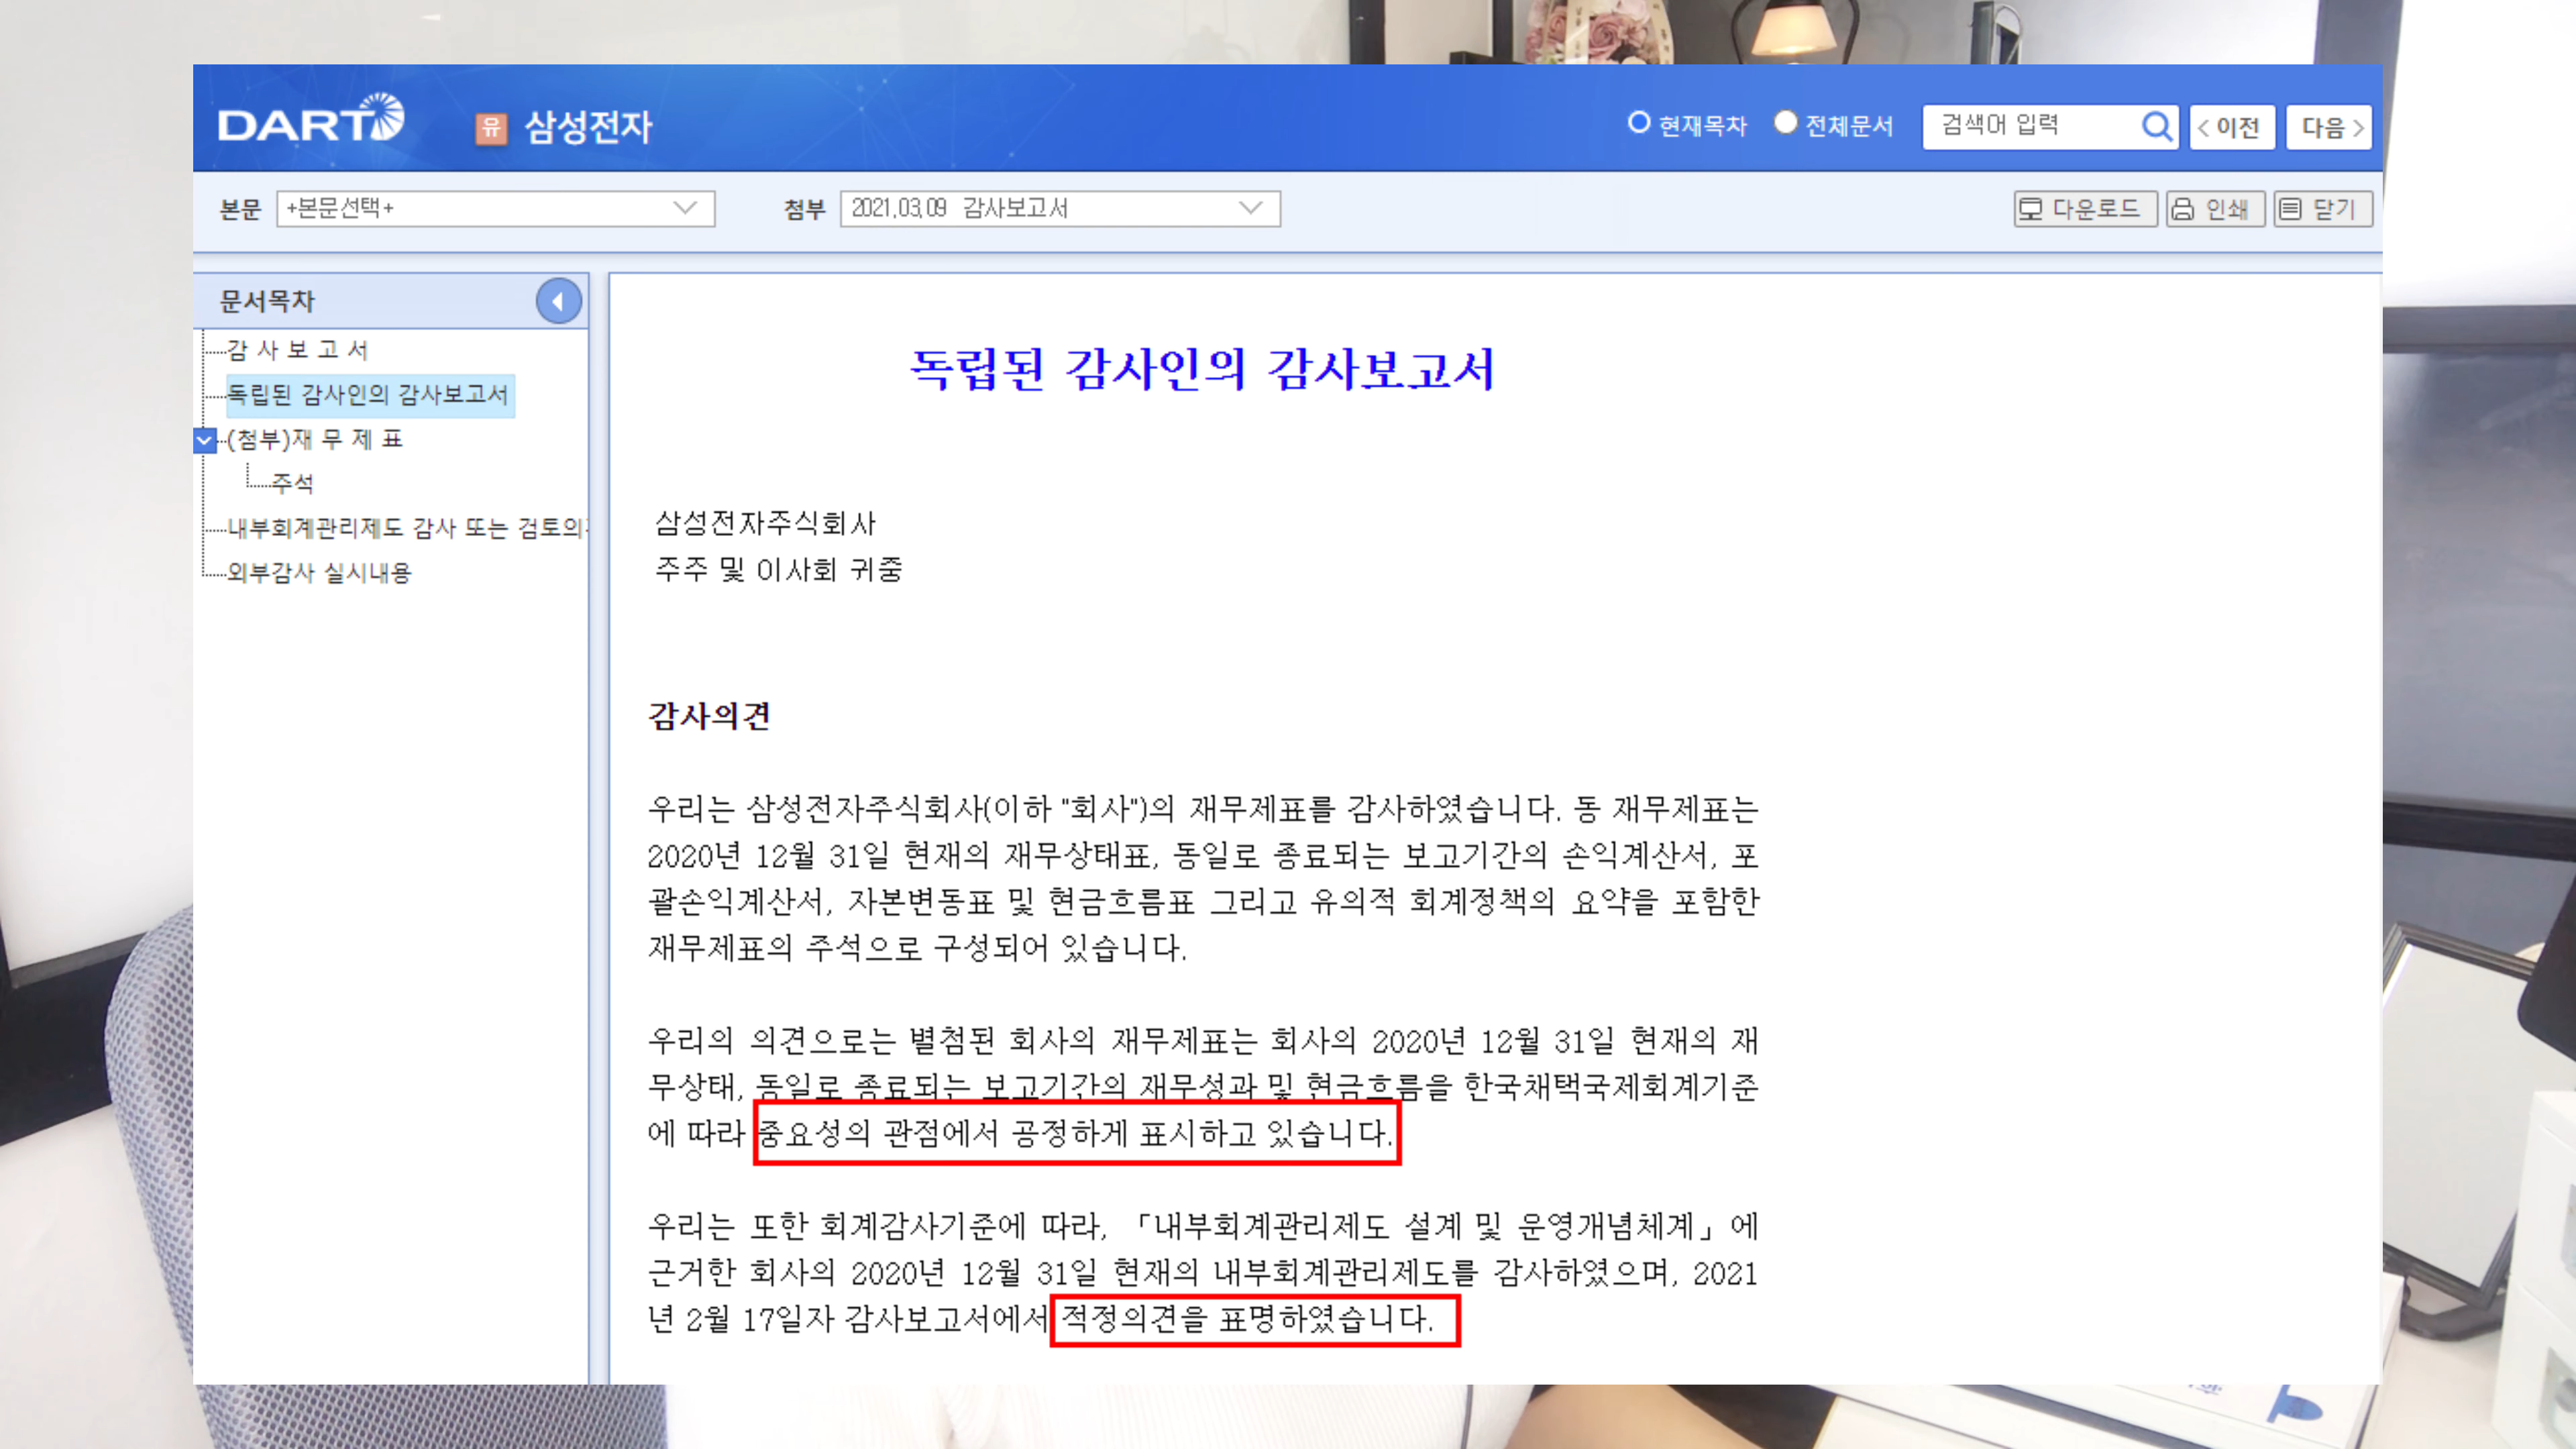 DART 유 삼성전자 현재목차 전체문서 검색어 입력 <이전 다음>
본문 +본문선택+ 첨부 2021.03.09 감사보고서 다운로드 인쇄 닫기
문서목차
감 사 보 고 서
독립된 감사인의 감사보고서
(첨부)재 무 제 표
주석
내부회계관리제도 감사 또는 검토의
외부감사 실시내용
독립된 감사인의 감사보고서
삼성전자주식회사
주주 및 이사회 귀중
감사의견
우리는 삼성전자주식회사(이하 "회사")의 재무제표를 감사하였습니다. 동 재무제표는
2020년 12월 31일 현재의 재무상태표, 동일로 종료되는 보고기간의 손익계산서, 포
괄손익계산서, 자본변동표 및 현금흐름표 그리고 유의적 회계정책의 요약을 포함한
재무제표의 주석으로 구성되어 있습니다.
우리의 의견으로는 별첨된 회사의 재무제표는 회사의 2020년 12월 31일 현재의 재
무상태, 동일로 종료되는 보고기간의 재무성과 및 현금흐름을 한국채택국제회계기준
에 따라 중요성의 관점에서 공정하게 표시하고 있습니다.
우리는 또한 회계감사기준에 따라, 「내부회계관리제도 설계 및 운영개념체계」에
근거한 회사의 2020년 12월 31일 현재의 내부회계관리제도를 감사하였으며, 2021
년 2월 17일자 감사보고서에서 적정의견을 표명하였습니다.